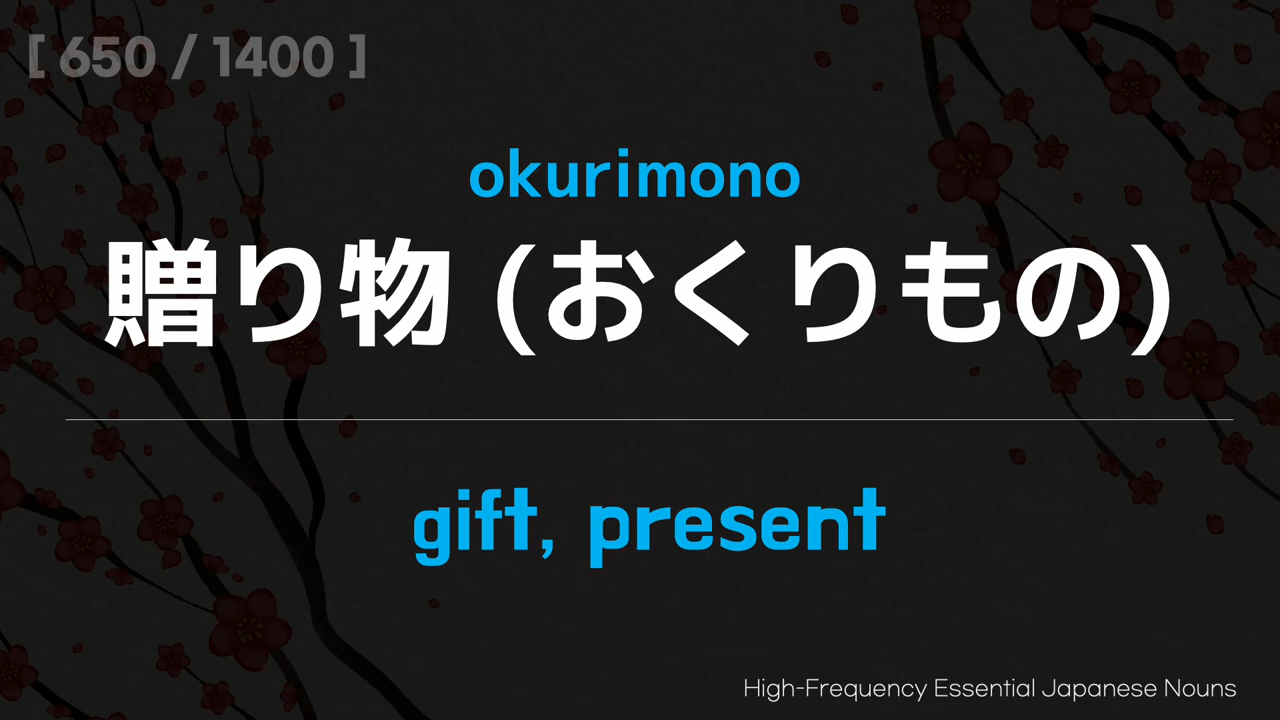 [ 650 / 1400 ]
okurimono
贈り物 (おくりもの)
gift, present
High-Frequency Essential Japanese Nouns